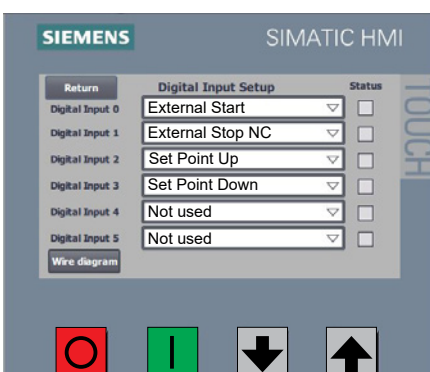 SIEMENS SIMATIC HMI
Return Digital Input Setup Status
Digital Input 0 External Start
Digital Input 1 External Stop NC
Digital Input 2 Set Point Up
Digital Input 3 Set Point Down
Digital Input 4 Not used
Digital Input 5 Not used
Wire diagram
TOUCH